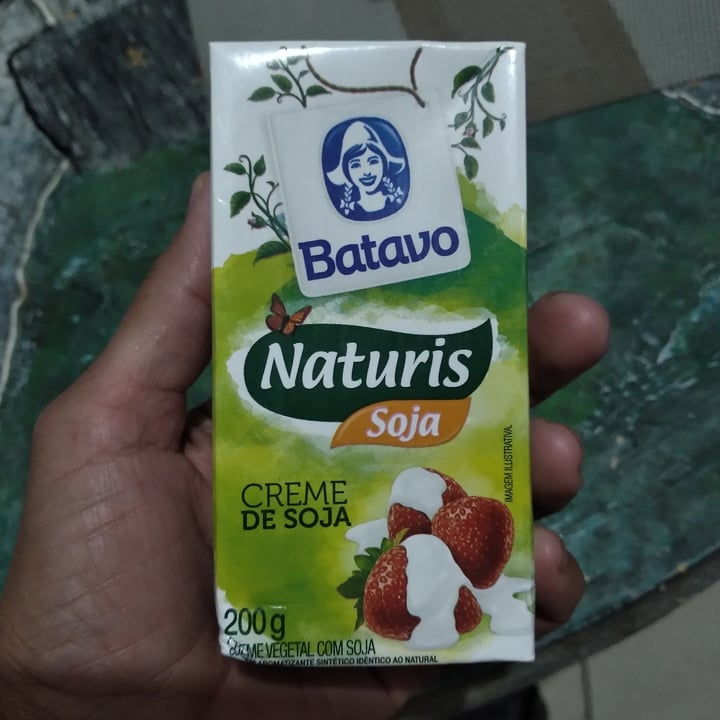 Batavo
Naturis
Soja
CREME
DE SOJA
IMAGEM ILUSTRATIVA.
200g
ME VEGETAL COM SOJA
AROMATIZANTE SINTÉTICO IDÊNTICO AO NATURAL